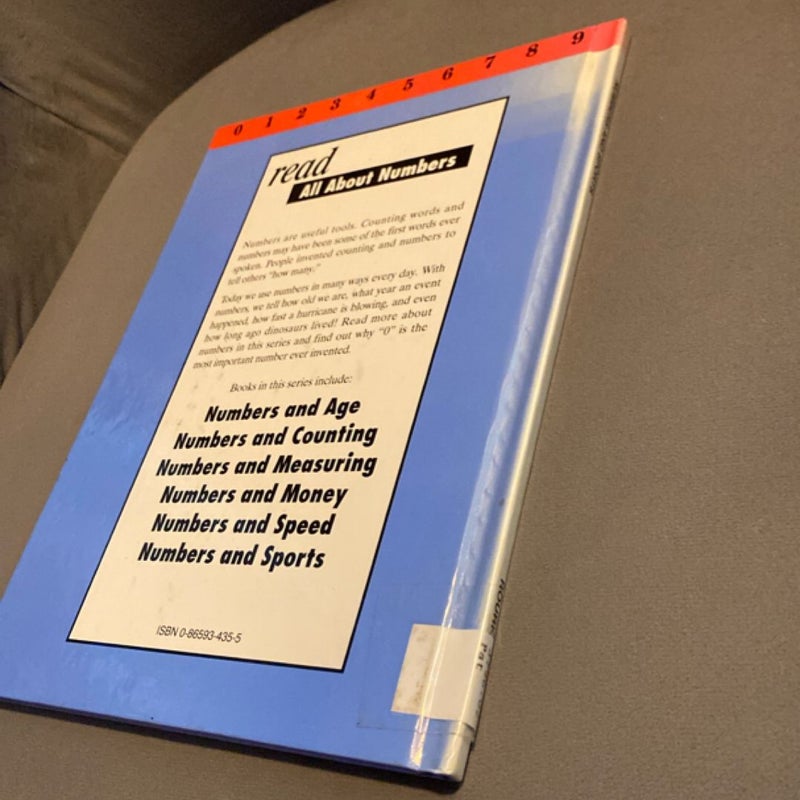 0 1 2 3 4 5 6 7 8 9
read
All About Numbers
Numbers are useful tools. Counting words and
numbers may have been some of the first words ever
spoken. People invented counting and numbers to
tell others "how many."
Today we use numbers in many ways every day. With
numbers, we tell how old we are, what year an event
happened, how fast a hurricane is blowing, and even
how long ago dinosaurs lived! Read more about
numbers in this series and find out why "0" is the
most important number ever invented.
Books in this series include:
Numbers and Age
Numbers and Counting
Numbers and Measuring
Numbers and Money
Numbers and Speed
Numbers and Sports
ISBN 0-86593-435-5